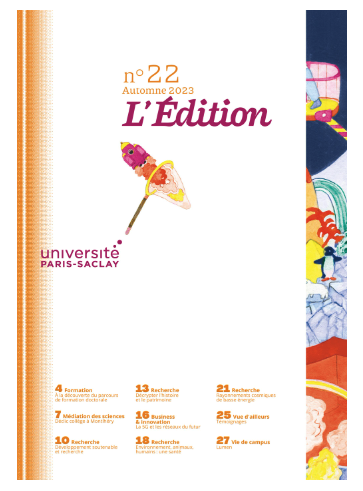 n°22
Automne 2023
L'Édition
université
PARIS-SACLAY
4 Formation
À la découverte du parcours
de formation doctorale
7 Médiation des sciences
Déclic collège à Montlhéry
10 Recherche
Développement soutenable
et recherche
13 Recherche
Décrypter l'histoire
et le patrimoine
16 Business
& Innovation
La 5G et les réseaux du futur
18 Recherche
Environnement, animaux,
humains : une santé
21 Recherche
Rayonnements cosmiques
de basse énergie
25 Vue d'ailleurs
Témoignages
27 Vie de campus
Lumen